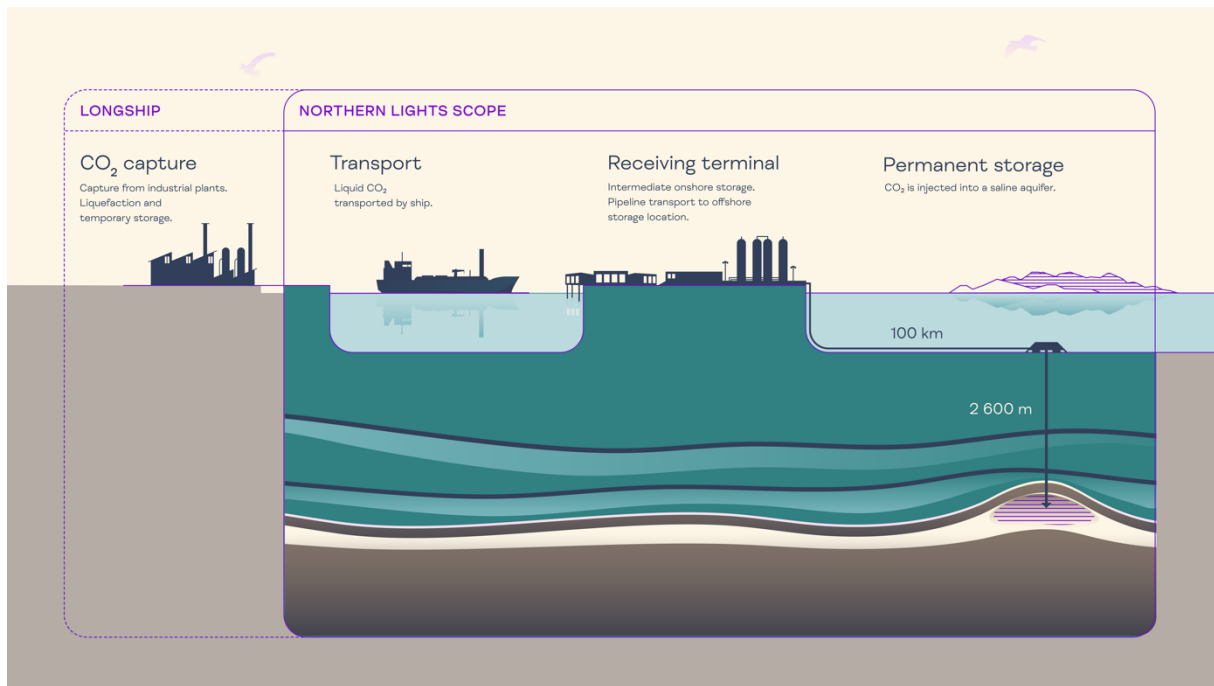 LONGSHIP
NORTHERN LIGHTS SCOPE
CO₂ capture
Capture from industrial plants.
Liquefaction and
temporary storage.
Transport
Liquid CO₂
transported by ship.
Receiving terminal
Intermediate onshore storage.
Pipeline transport to offshore
storage location.
Permanent storage
CO₂ is injected into a saline aquifer.
100 km
2 600 m